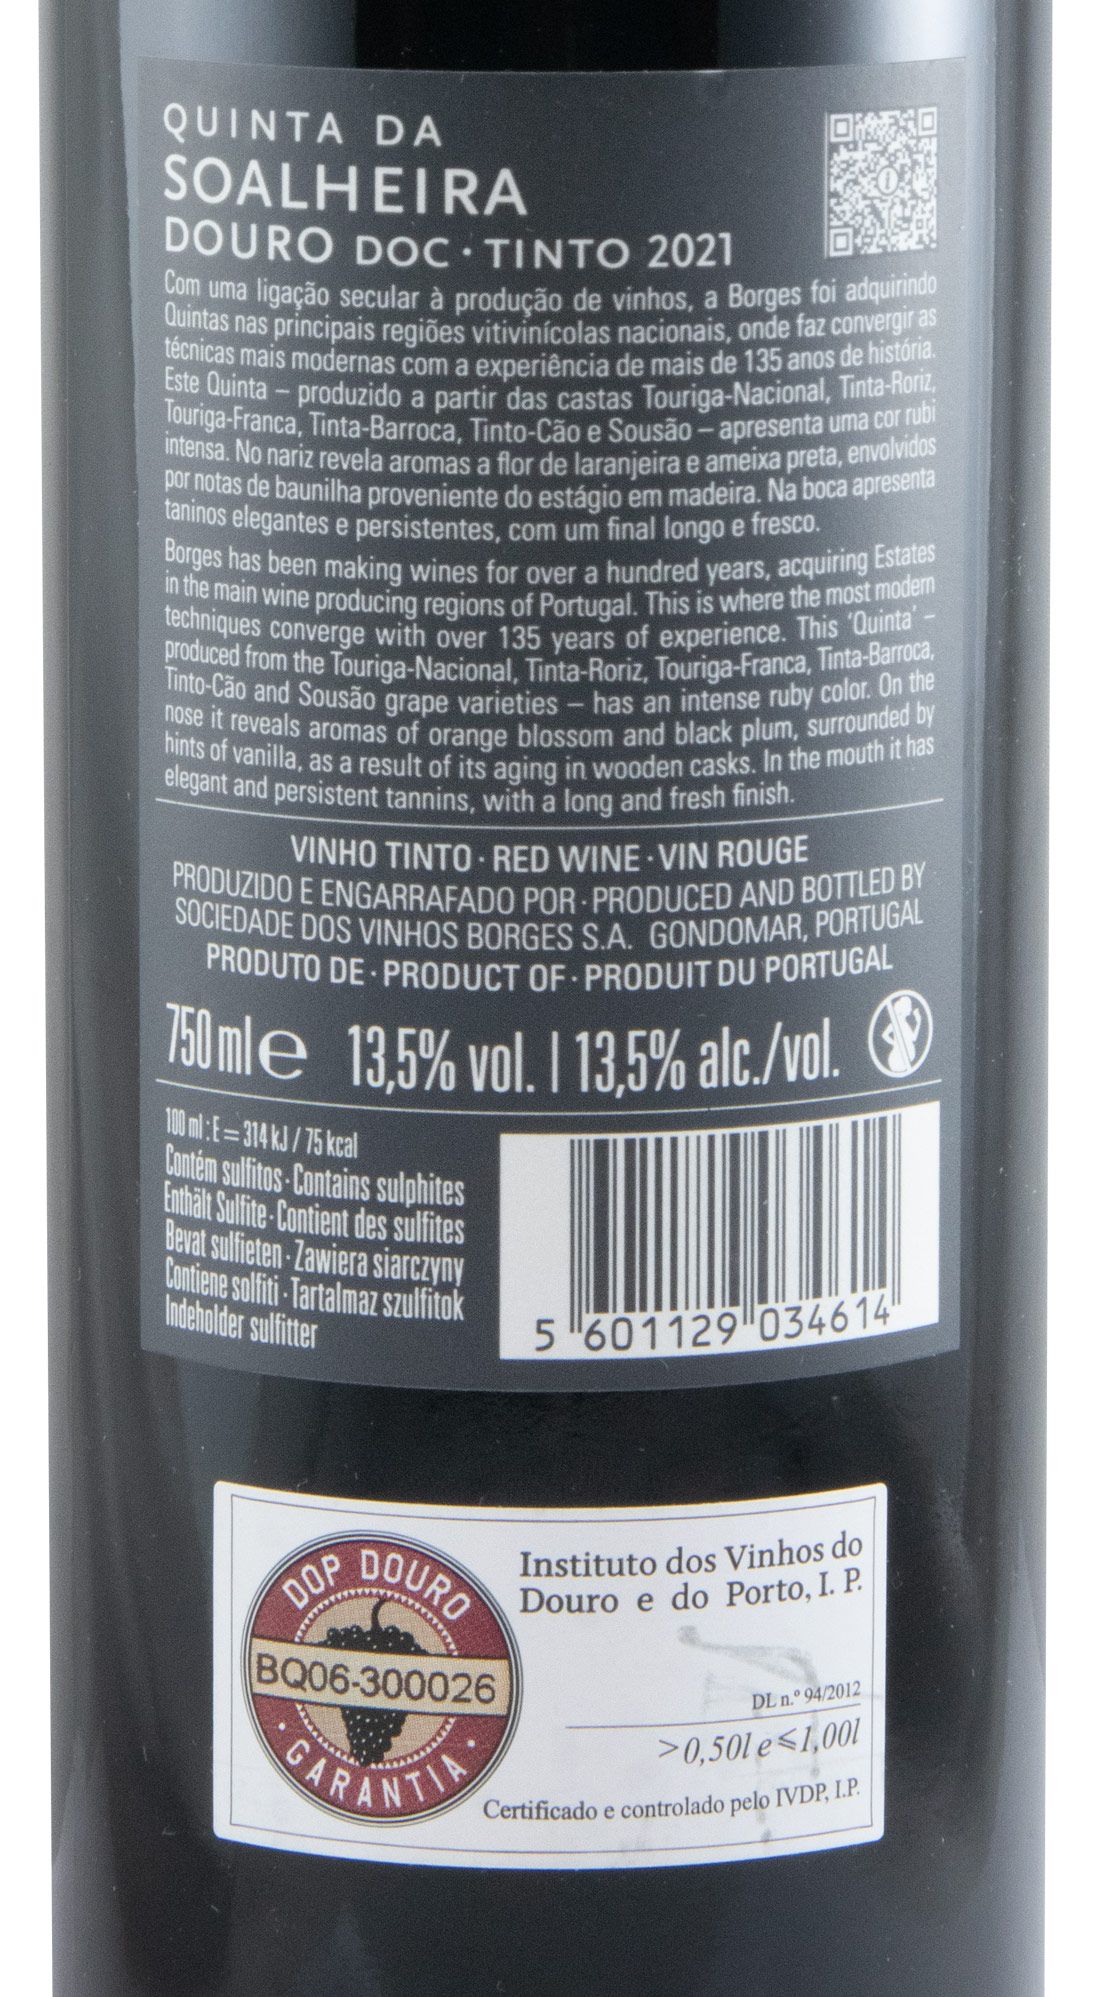 QUINTA DA
SOALHEIRA
DOURO DOC · TINTO 2021
Com uma ligação secular à produção de vinhos, a Borges foi adquirindo
Quintas nas principais regiões vitivinícolas nacionais, onde faz convergir as
técnicas mais modernas com a experiência de mais de 135 anos de história.
Este Quinta – produzido a partir das castas Touriga-Nacional, Tinta-Roriz,
Touriga-Franca, Tinta-Barroca, Tinto-Cão e Sousão – apresenta uma cor rubi
intensa. No nariz revela aromas a flor de laranjeira e ameixa preta, envolvidos
por notas de baunilha proveniente do estágio em madeira. Na boca apresenta
taninos elegantes e persistentes, com um final longo e fresco.
Borges has been making wines for over a hundred years, acquiring Estates
in the main wine producing regions of Portugal. This is where the most modern
techniques converge with over 135 years of experience. This ‘Quinta’ –
produced from the Touriga-Nacional, Tinta-Roriz, Touriga-Franca, Tinta-Barroca,
Tinto-Cão and Sousão grape varieties – has an intense ruby color. On the
nose it reveals aromas of orange blossom and black plum, surrounded by
hints of vanilla, as a result of its aging in wooden casks. In the mouth it has
elegant and persistent tannins, with a long and fresh finish.
VINHO TINTO · RED WINE · VIN ROUGE
PRODUZIDO E ENGARRAFADO POR · PRODUCED AND BOTTLED BY
SOCIEDADE DOS VINHOS BORGES S.A. GONDOMAR, PORTUGAL
PRODUTO DE · PRODUCT OF · PRODUIT DU PORTUGAL
750 ml e 13,5% vol. | 13,5% alc./vol.
100 ml : E = 314 kJ / 75 kcal
Contém sulfitos · Contains sulphites
Enthält Sulfite · Contient des sulfites
Bevat sulfieten · Zawiera siarczyny
Contiene solfiti · Tartalmaz szulfitok
Indeholder sulfitter
5 601129 034614
DOP DOURO
BQ06-300026
· GARANTIA ·
Instituto dos Vinhos do
Douro e do Porto, I. P.
DL n.º 94/2012
>0,50l e ⩽1,00l
Certificado e controlado pelo IVDP, I.P.